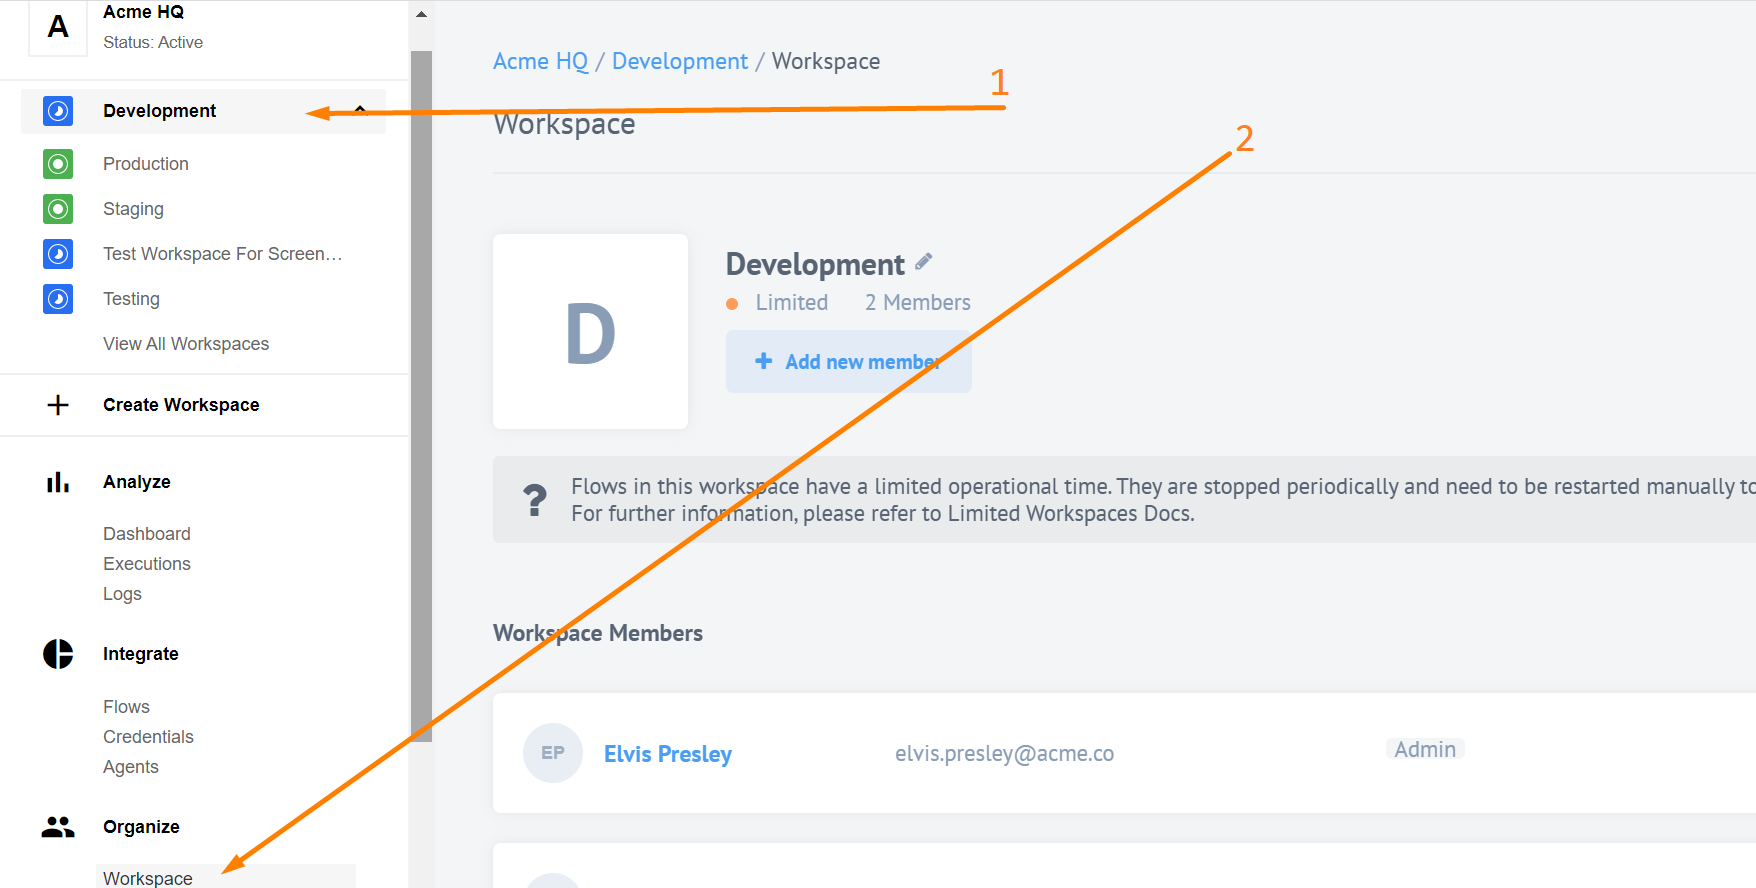 A
Acme HQ
Status: Active
Development
Production
Staging
Test Workspace For Screen…
Testing
View All Workspaces
Create Workspace
Analyze
Dashboard
Executions
Logs
Integrate
Flows
Credentials
Agents
Organize
Workspace
Acme HQ / Development / Workspace
1
Workspace
2
D
Development
Limited 2 Members
+ Add new member
? Flows in this workspace have a limited operational time. They are stopped periodically and need to be restarted manually to
For further information, please refer to Limited Workspaces Docs.
Workspace Members
EP Elvis Presley elvis.presley@acme.co Admin